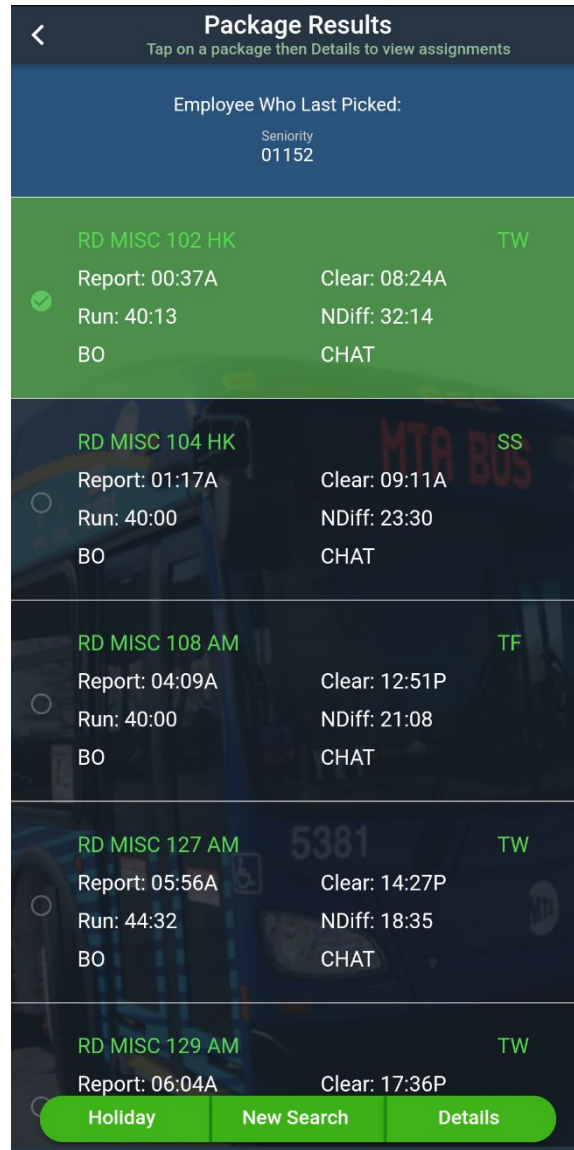 Package Results
Tap on a package then Details to view assignments
Employee Who Last Picked:
Seniority
01152
RD MISC 102 HK TW
Report: 00:37A Clear: 08:24A
Run: 40:13 NDiff: 32:14
BO CHAT
RD MISC 104 HK SS
MTA BUS
Report: 01:17A Clear: 09:11A
Run: 40:00 NDiff: 23:30
BO CHAT
RD MISC 108 AM TF
Report: 04:09A Clear: 12:51P
Run: 40:00 NDiff: 21:08
BO CHAT
RD MISC 127 AM TW
5381
Report: 05:56A Clear: 14:27P
MTA
Run: 44:32 NDiff: 18:35
BO CHAT
RD MISC 129 AM TW
Report: 06:04A Clear: 17:36P
Holiday New Search Details